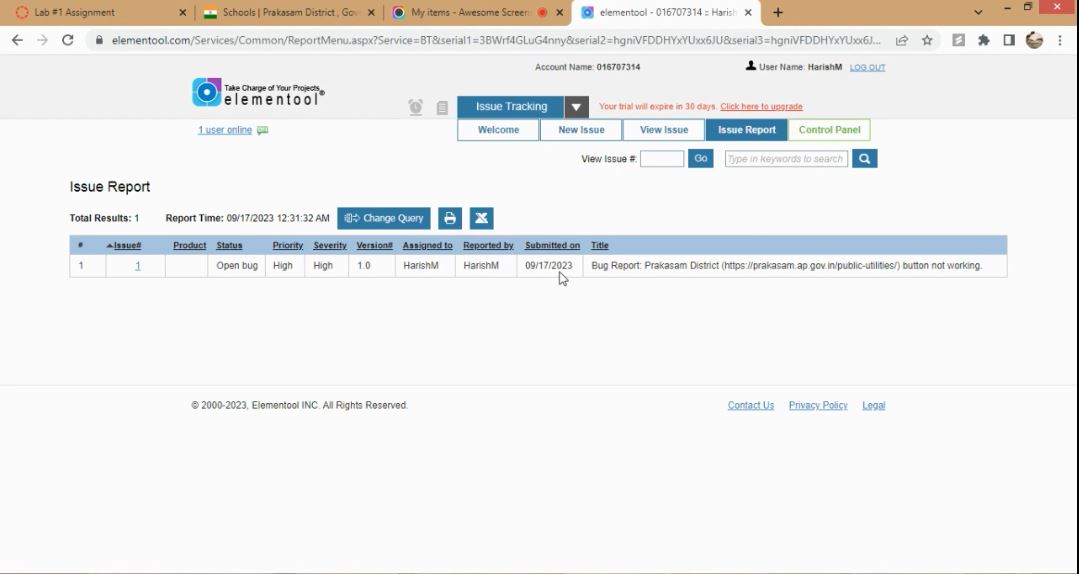 Lab #1 Assignment
Schools | Prakasam District , Gov
My items - Awesome Screen
elementool - 016707314 :: Harish
elementool.com/Services/Common/ReportMenu.aspx?Service=BT&serial1=3BWrf4GLuG4nny&serial2=hgniVFDDHYxYUxx6JU&serial3=hgniVFDDHYxYUxx6J...
Account Name: 016707314
User Name: HarishM LOG OUT
Take Charge of Your Projects
elementool®
Issue Tracking
Your trial will expire in 30 days. Click here to upgrade
1 user online
Welcome New Issue View Issue Issue Report Control Panel
View Issue #: Go Type in keywords to search
Issue Report
Total Results: 1 Report Time: 09/17/2023 12:31:32 AM Change Query
# Issue# Product Status Priority Severity Version# Assigned to Reported by Submitted on Title
1 1 Open bug High High 1.0 HarishM HarishM 09/17/2023 Bug Report: Prakasam District (https://prakasam.ap.gov.in/public-utilities/) button not working.
© 2000-2023, Elementool INC. All Rights Reserved.
Contact Us Privacy Policy Legal